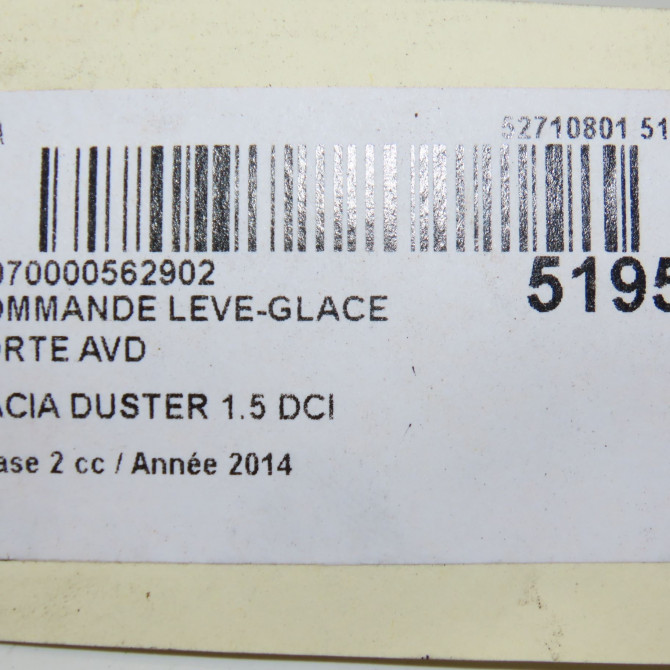 52710801 51
070000562902
5195
OMMANDE LEVE-GLACE
ORTE AVD
ACIA DUSTER 1.5 DCI
ase 2 cc / Année 2014